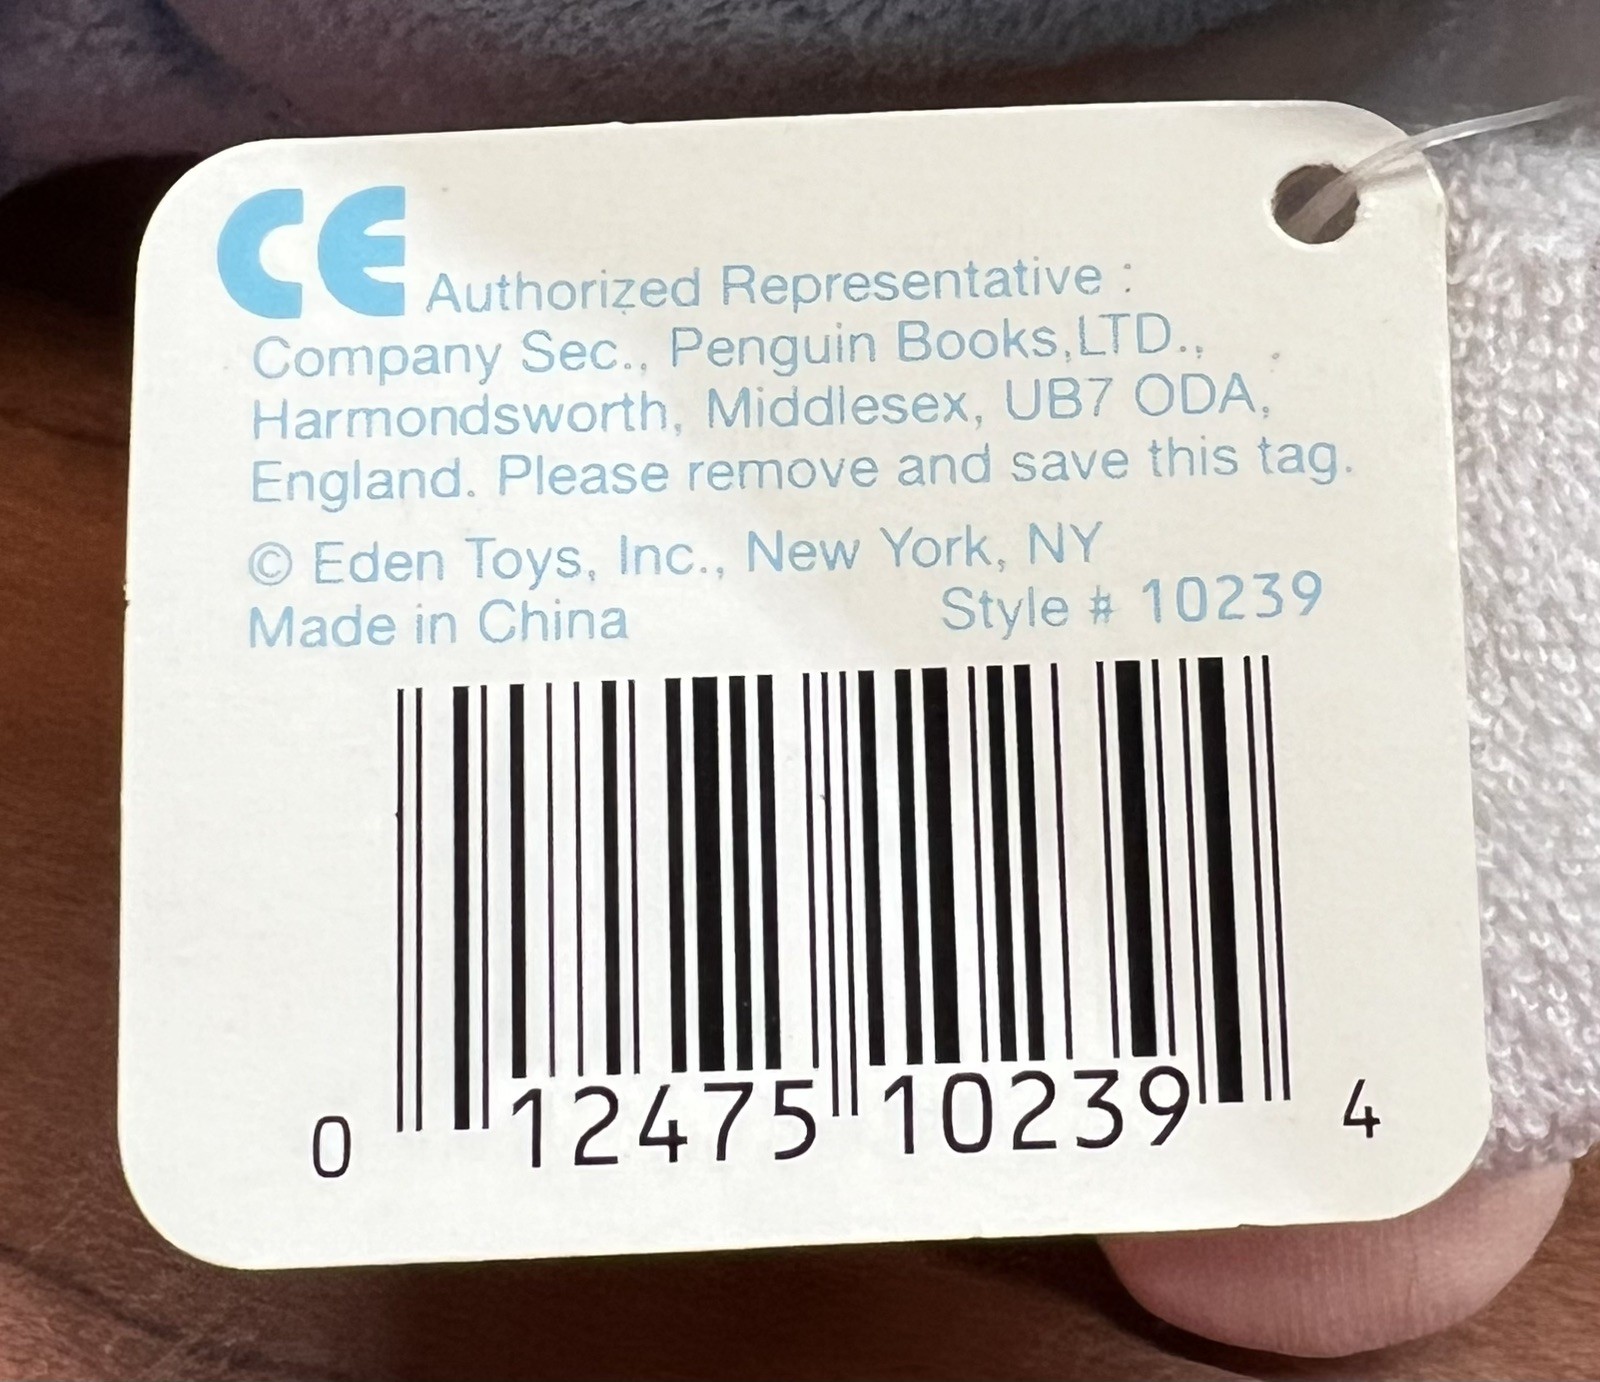 CE Authorized Representative :
Company Sec., Penguin Books,LTD.,
Harmondsworth, Middlesex, UB7 ODA,
England. Please remove and save this tag.
© Eden Toys, Inc., New York, NY
Made in China Style # 10239
0 12475 10239 4